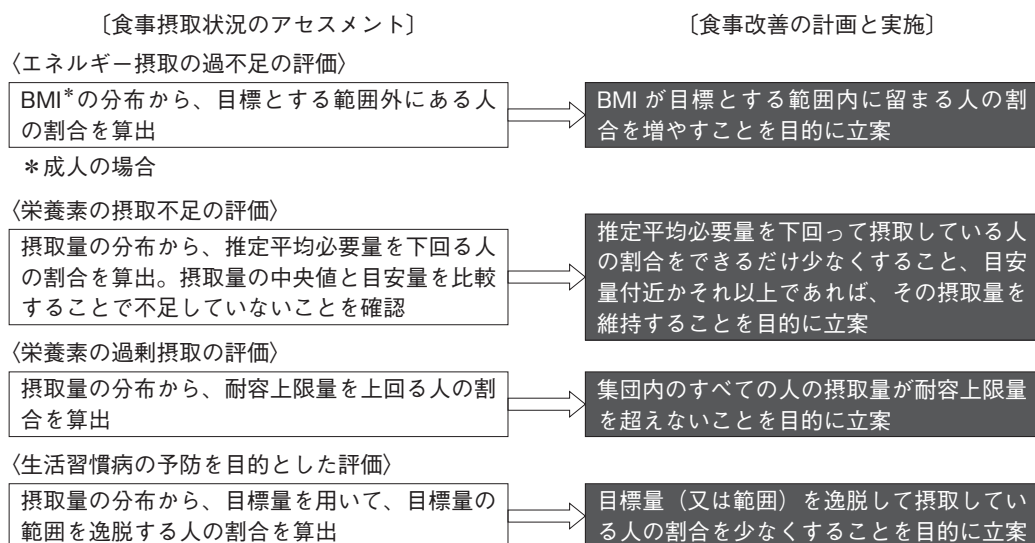 〔食事摂取状況のアセスメント〕
〔食事改善の計画と実施〕
〈エネルギー摂取の過不足の評価〉
BMI*の分布から、目標とする範囲外にある人
の割合を算出
BMI が目標とする範囲内に留まる人の割
合を増やすことを目的に立案
＊成人の場合
〈栄養素の摂取不足の評価〉
摂取量の分布から、推定平均必要量を下回る人
の割合を算出。摂取量の中央値と目安量を比較
することで不足していないことを確認
推定平均必要量を下回って摂取している人
の割合をできるだけ少なくすること、目安
量付近かそれ以上であれば、その摂取量を
維持することを目的に立案
〈栄養素の過剰摂取の評価〉
摂取量の分布から、耐容上限量を上回る人の割
合を算出
集団内のすべての人の摂取量が耐容上限量
を超えないことを目的に立案
〈生活習慣病の予防を目的とした評価〉
摂取量の分布から、目標量を用いて、目標量の
範囲を逸脱する人の割合を算出
目標量（又は範囲）を逸脱して摂取してい
る人の割合を少なくすることを目的に立案